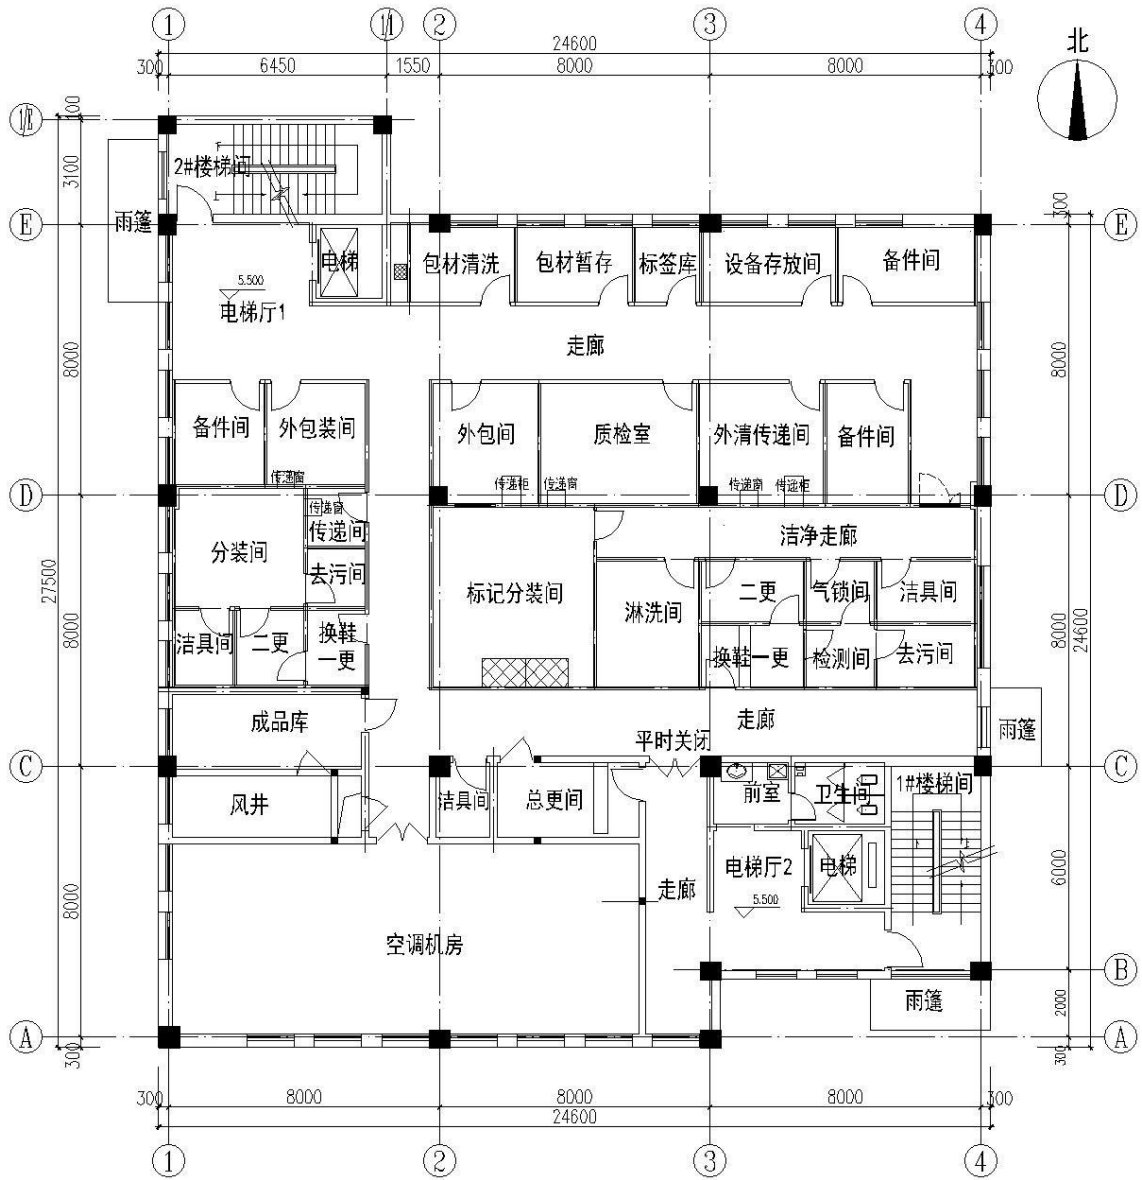 1
1/1
2
3
4
北
24600
300
6450
1550
8000
8000
300
1/E
100
3100
2#楼梯间
雨篷
E
300
E
电梯
5.500
电梯厅1
包材清洗
包材暂存
标签库
设备存放间
备件间
走廊
8000
8000
备件间
外包装间
外包间
质检室
外清传递间
备件间
传递窗
传递柜
传递窗
传递窗
传递柜
D
D
传递窗
传递间
分装间
去污间
洁净走廊
27500
标记分装间
淋洗间
二更
气锁间
洁具间
8000
8000
24600
洁具间
二更
换鞋
一更
换鞋一更
检测间
去污间
成品库
走廊
平时关闭
雨篷
C
C
风井
洁具间
总更间
前室
卫生间
1#楼梯间
8000
走廊
电梯厅2
5.500
电梯
6000
空调机房
B
雨篷
2000
A
A
300
300
300
8000
8000
8000
300
24600
1
2
3
4